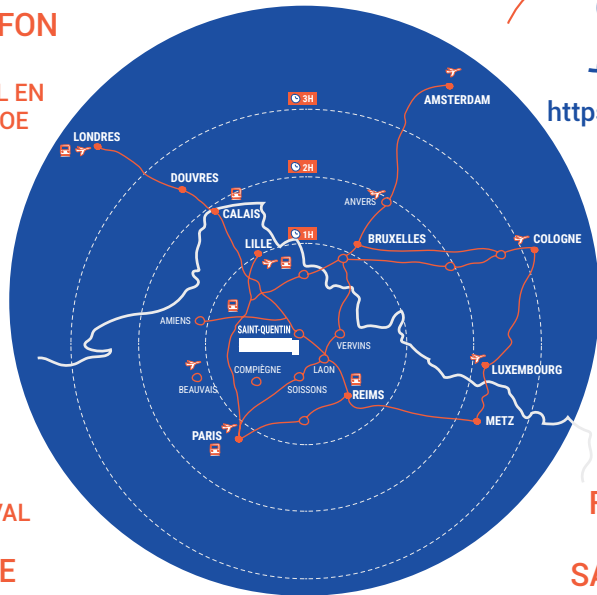 FON
L EN
OE
http
3H
AMSTERDAM
LONDRES
2H
DOUVRES
ANVERS
CALAIS
1H
BRUXELLES
COLOGNE
LILLE
AMIENS
SAINT-QUENTIN
VERVINS
COMPIÈGNE
LAON
LUXEMBOURG
BEAUVAIS
SOISSONS
REIMS
METZ
PARIS
VAL
E
F
SA